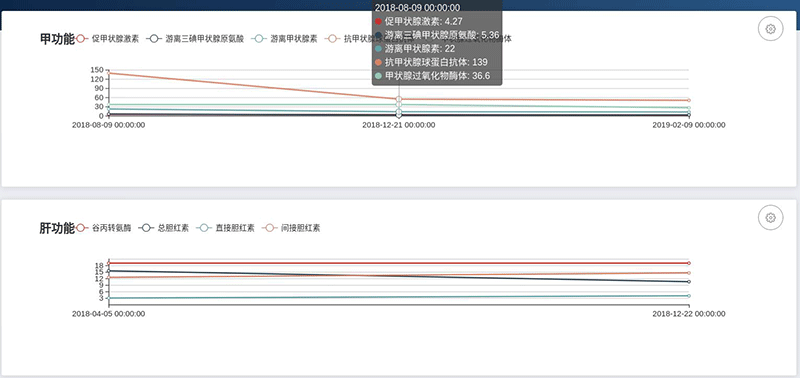 2018-08-09 00:00:00
促甲状腺激素: 4.27
游离三碘甲状腺原氨酸: 5.36
游离甲状腺素: 22
抗甲状腺球蛋白抗体: 139
甲状腺过氧化物酶体: 36.6
甲功能 促甲状腺激素 游离三碘甲状腺原氨酸 游离甲状腺素 抗甲状腺
150
120
90
60
30
0
2018-08-09 00:00:00 2018-12-21 00:00:00 2019-02-09 00:00:00
肝功能 谷丙转氨酶 总胆红素 直接胆红素 间接胆红素
18
15
12
9
6
3
2018-04-05 00:00:00 2018-12-22 00:00:00